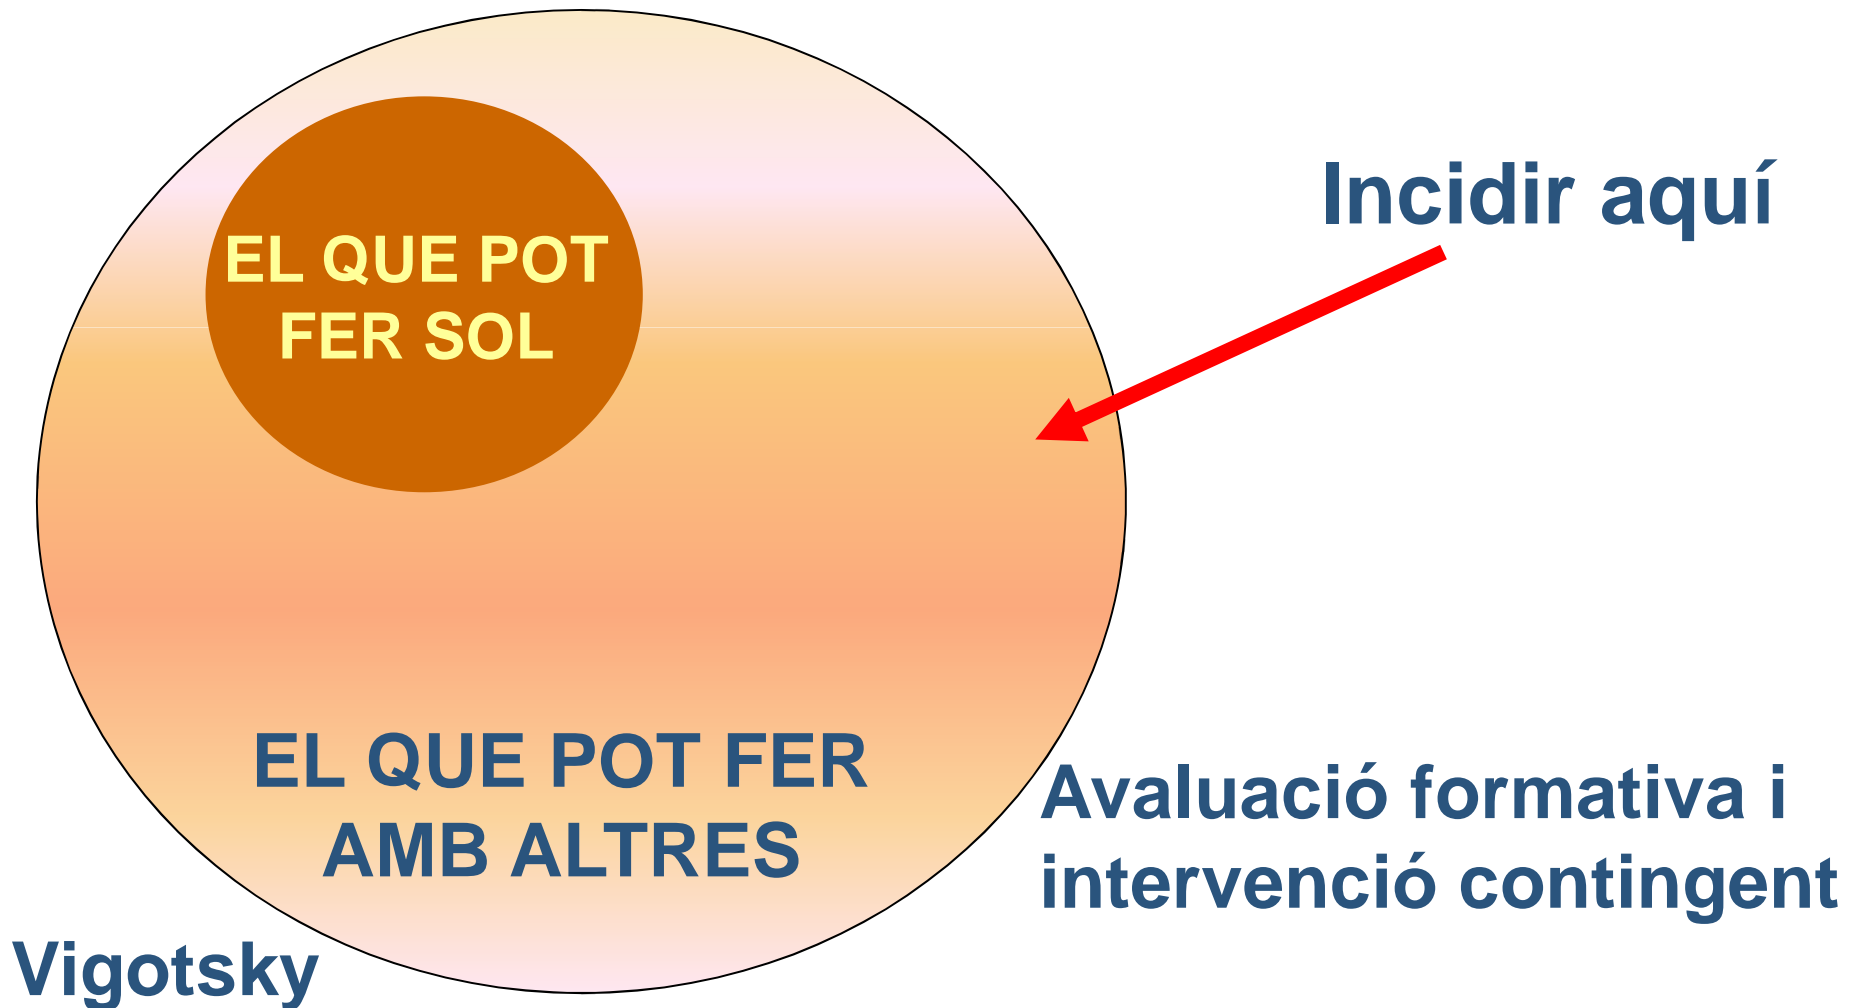 Incidir aquí
EL QUE POT
FER SOL
EL QUE POT FER
AMB ALTRES
Avaluació formativa i
intervenció contingent
Vigotsky